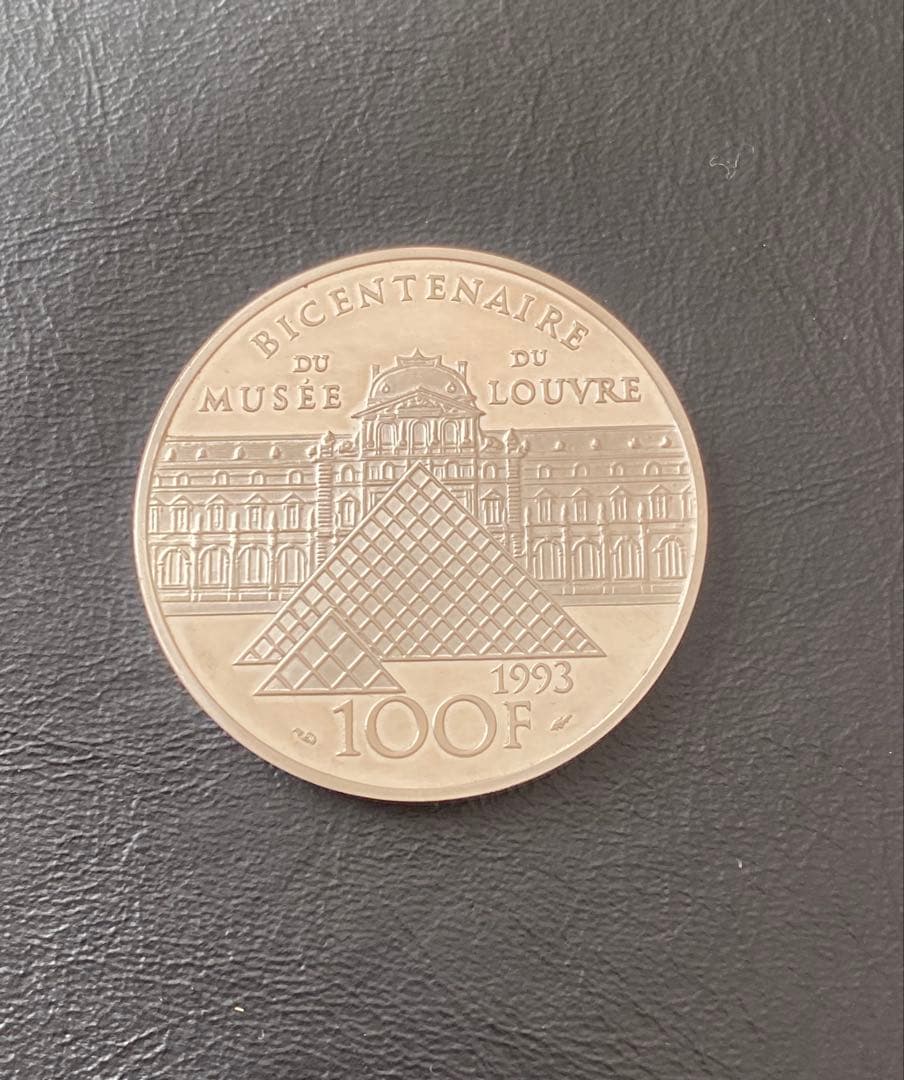 BICENTENAIRE
DU DU
MUSÉE LOUVRE
1993
100F